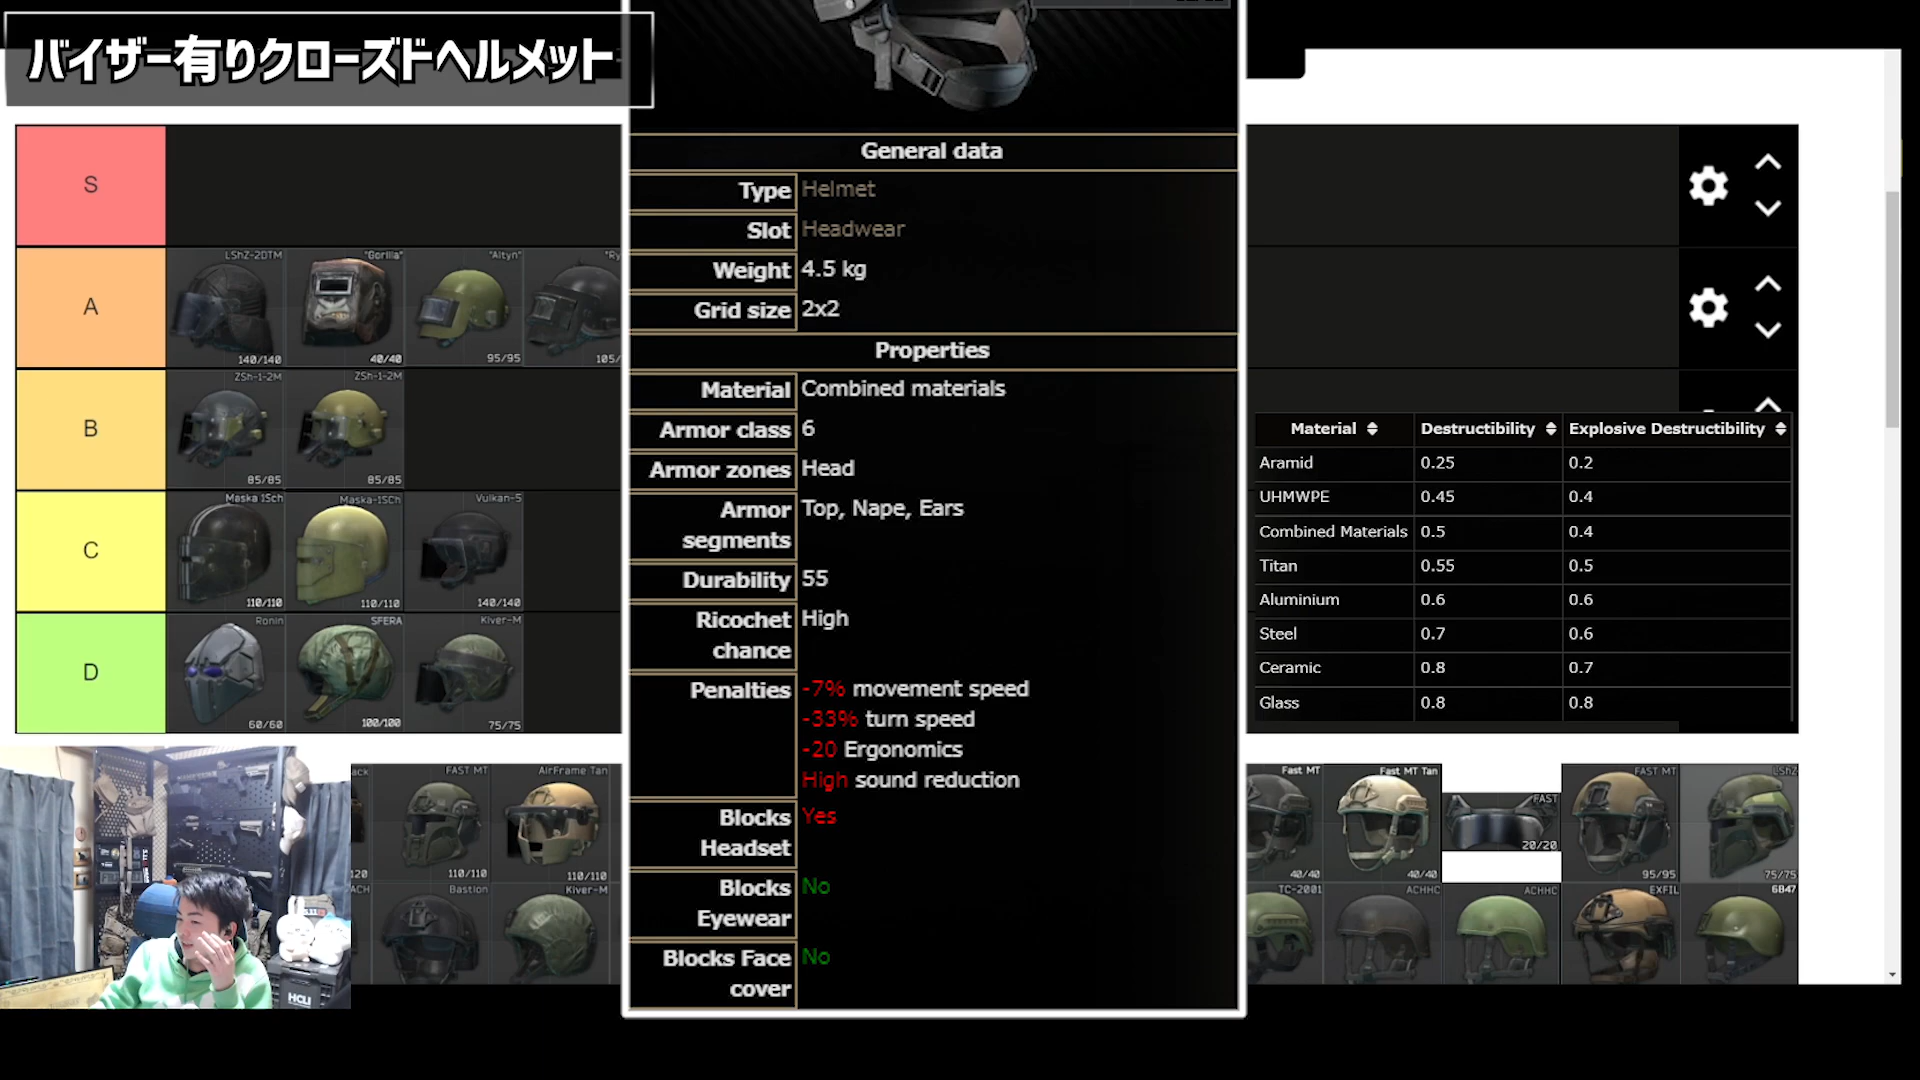 バイザー有りクローズドヘルメット
S
A
LShZ-2DTM
140/140
"Gorilla"
40/40
"Altyn"
95/95
"Ry
105/
B
ZSh-1-2M
85/85
ZSh-1-2M
85/85
C
Maska 1Sch
110/110
Maska-1SCh
110/110
Vulkan-5
140/140
D
Ronin
60/60
SFERA
100/100
Kiver-M
75/75
General data
Type Helmet
Slot Headwear
Weight 4.5 kg
Grid size 2x2
Properties
Material Combined materials
Armor class 6
Armor zones Head
Armor segments Top, Nape, Ears
Durability 55
Ricochet chance High
Penalties -7% movement speed
-33% turn speed
-20 Ergonomics
High sound reduction
Blocks Headset Yes
Blocks Eyewear No
Blocks Face cover No
Material Destructibility Explosive Destructibility
Aramid 0.25 0.2
UHMWPE 0.45 0.4
Combined Materials 0.5 0.4
Titan 0.55 0.5
Aluminium 0.6 0.6
Steel 0.7 0.6
Ceramic 0.8 0.7
Glass 0.8 0.8
ack
120
FAST MT
110/110
AirFrame Tan
110/110
ACH
Bastion
Kiver-M
Fast MT
40/40
Fast MT Tan
40/40
FAST
20/20
FAST MT
95/95
LShZ
75/75
TC-2001
ACHHC
ACHHC
EXFIL
6B47